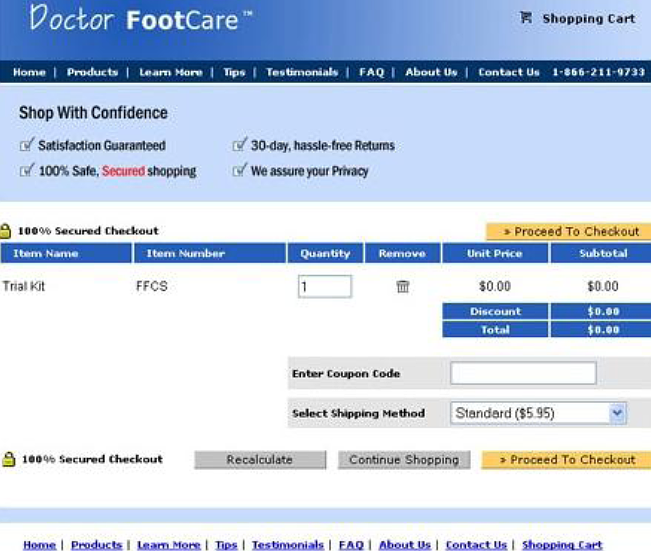 Doctor FootCare™
Shopping Cart
Home | Products | Learn More | Tips | Testimonials | FAQ | About Us | Contact Us 1-866-211-9733
Shop With Confidence
Satisfaction Guaranteed 30-day, hassle-free Returns
100% Safe, Secured shopping We assure your Privacy
100% Secured Checkout » Proceed To Checkout
Item Name Item Number Quantity Remove Unit Price Subtotal
Trial Kit FFCS 1 $0.00 $0.00
Discount $0.00
Total $0.00
Enter Coupon Code
Select Shipping Method Standard ($5.95)
100% Secured Checkout Recalculate Continue Shopping » Proceed To Checkout
Home | Products | Learn More | Tips | Testimonials | FAQ | About Us | Contact Us | Shopping Cart